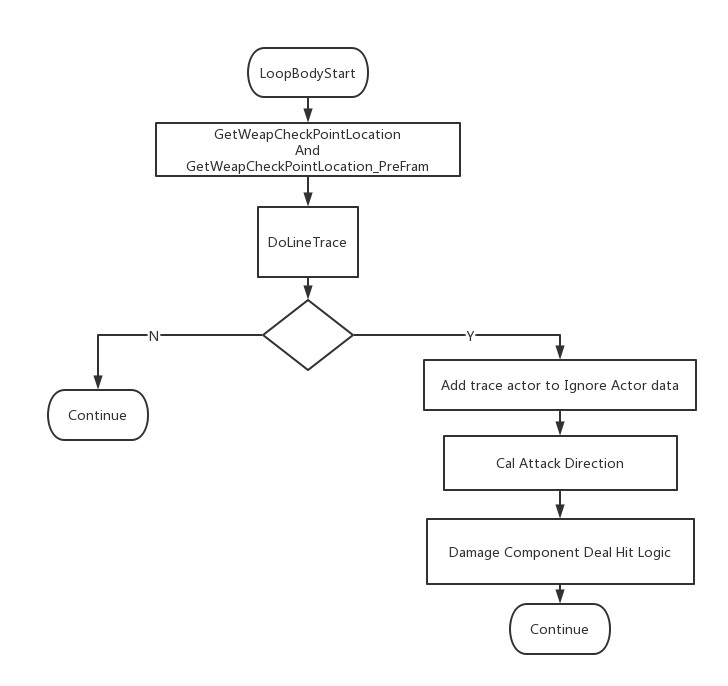 LoopBodyStart
GetWeapCheckPointLocation
And
GetWeapCheckPointLocation_PreFram
DoLineTrace
N
Y
Add trace actor to Ignore Actor data
Continue
Cal Attack Direction
Damage Component Deal Hit Logic
Continue